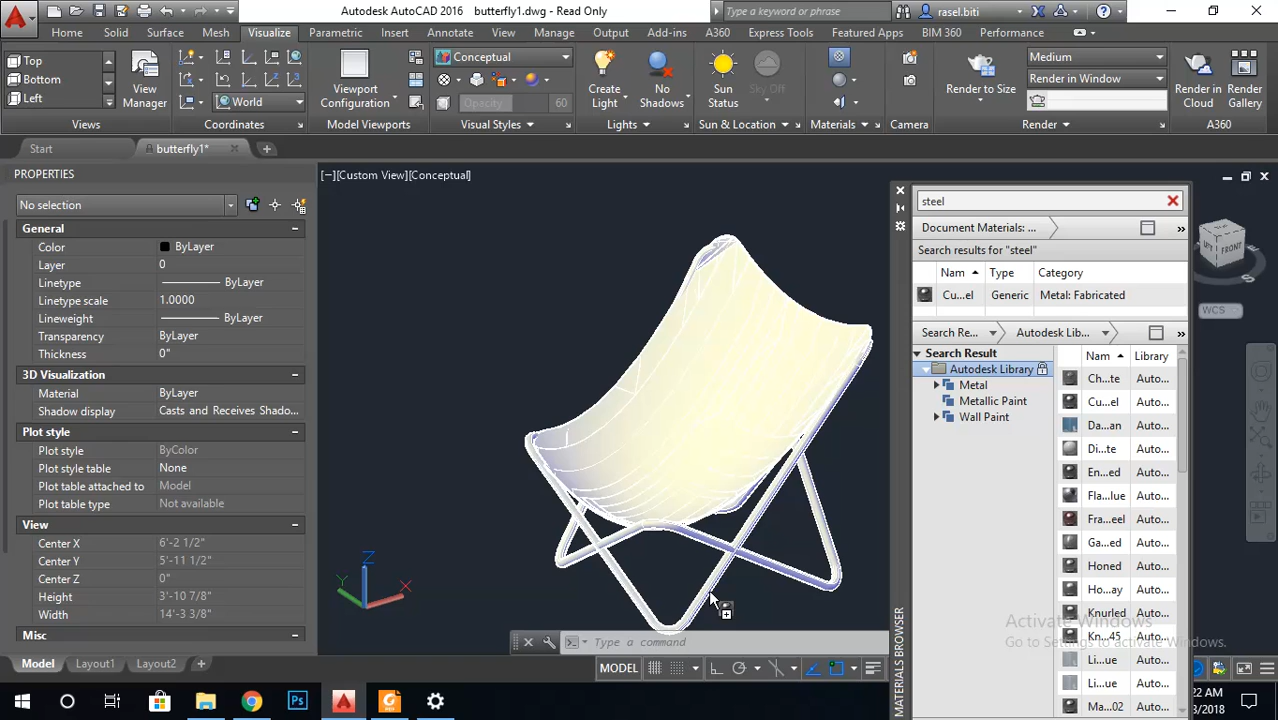 Autodesk AutoCAD 2016 butterfly1.dwg - Read Only
Type a keyword or phrase
rasel.biti
Home Solid Surface Mesh Visualize Parametric Insert Annotate View Manage Output Add-ins A360 Express Tools Featured Apps BIM 360 Performance
Top
Bottom
Left
View Manager
World
Viewport Configuration
Conceptual
Opacity 60
Create Light
No Shadows
Sun Status
Sky Off
Render to Size
Medium
Render in Window
Render in Cloud
Render Gallery
Views Coordinates Model Viewports Visual Styles Lights Sun & Location Materials Camera Render A360
Start butterfly1*
PROPERTIES
No selection
General
Color ByLayer
Layer 0
Linetype ByLayer
Linetype scale 1.0000
Lineweight ByLayer
Transparency ByLayer
Thickness 0"
3D Visualization
Material ByLayer
Shadow display Casts and Receives Shado...
Plot style
Plot style ByColor
Plot style table None
Plot table attached to Model
Plot table type Not available
View
Center X 6'-2 1/2"
Center Y 5'-11 1/2"
Center Z 0"
Height 3'-10 7/8"
Width 14'-3 3/8"
Misc
[−][Custom View][Conceptual]
Z
Y
X
FRONT
WCS
steel
Document Materials: ...
Search results for "steel"
Nam Type Category
Cu...el Generic Metal: Fabricated
Search Re... Autodesk Lib...
Search Result
Autodesk Library
Metal
Metallic Paint
Wall Paint
Nam Library
Ch...te Auto...
Cu...el Auto...
Da...an Auto...
Di...te Auto...
En...ed Auto...
Fla...lue Auto...
Fra...eel Auto...
Ga...ed Auto...
Honed Auto...
Ho...ay Auto...
Knurled Auto...
Kn...45 Auto...
Li...ue Auto...
Li...ue Auto...
Ma...02 Auto...
MATERIALS BROWSER
Activate Windows
Go to Settings to activate Windows.
Type a command
Model Layout1 Layout2
MODEL